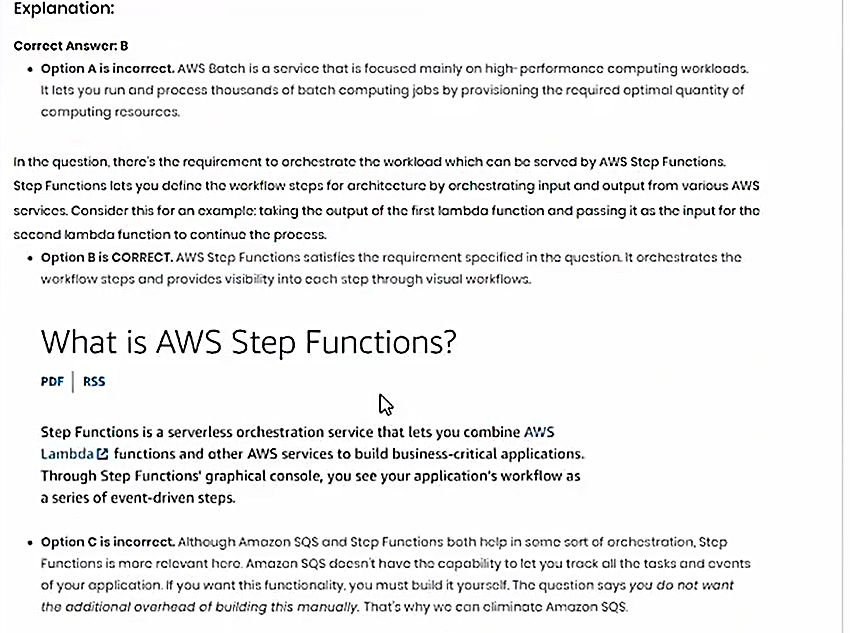 Explanation:
Correct Answer: B
• Option A is incorrect. AWS Batch is a service that is focused mainly on high-performance computing workloads.
It lets you run and process thousands of batch computing jobs by provisioning the required optimal quantity of
computing resources.
In the question, there's the requirement to orchestrate the workload which can be served by AWS Step Functions.
Step Functions lets you define the workflow steps for architecture by orchestrating input and output from various AWS
services. Consider this for an example: taking the output of the first lambda function and passing it as the input for the
second lambda function to continue the process.
• Option B is CORRECT. AWS Step Functions satisfies the requirement specified in the question. It orchestrates the
workflow steps and provides visibility into each step through visual workflows.
What is AWS Step Functions?
PDF | RSS
Step Functions is a serverless orchestration service that lets you combine AWS
Lambda functions and other AWS services to build business-critical applications.
Through Step Functions' graphical console, you see your application's workflow as
a series of event-driven steps.
• Option C is incorrect. Although Amazon SQS and Step Functions both help in some sort of orchestration, Step
Functions is more relevant here. Amazon SQS doesn't have the capability to let you track all the tasks and events
of your application. If you want this functionality, you must build it yourself. The question says you do not want
the additional overhead of building this manually. That's why we can eliminate Amazon SQS.